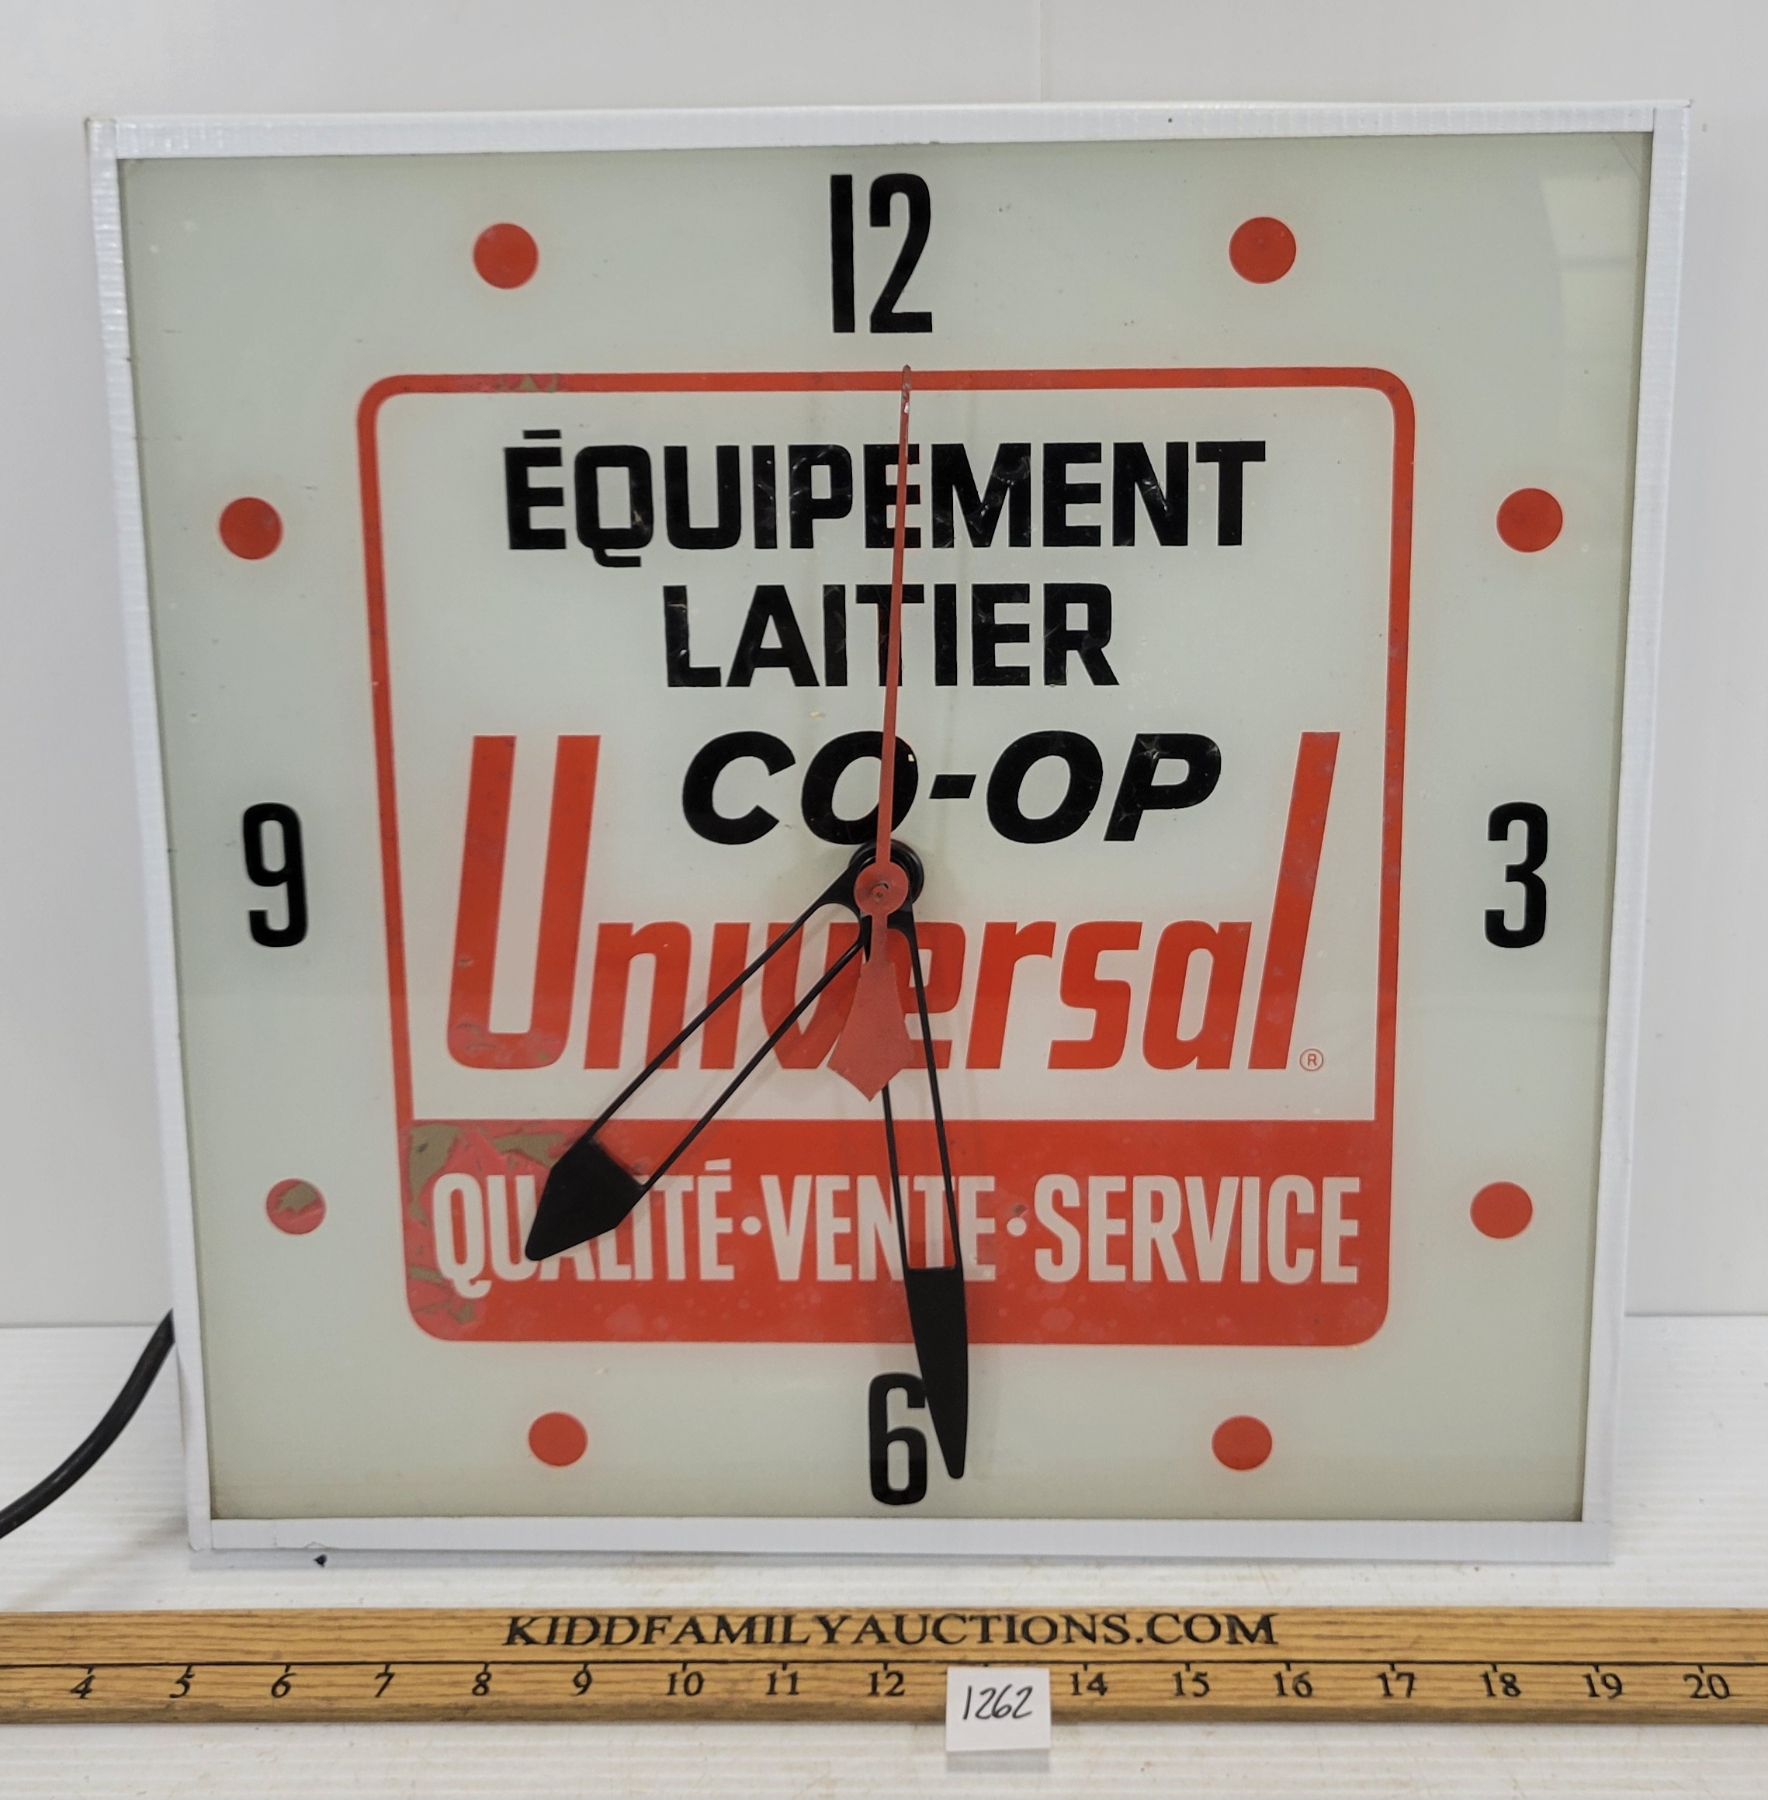 12
ÉQUIPEMENT
LAITIER
CO-OP
Universal®
9 3
QUALITÉ·VENTE·SERVICE
6
KIDDFAMILYAUCTIONS.COM
4 5 6 7 8 9 10 11 12 14 15 16 17 18 19 20
1262